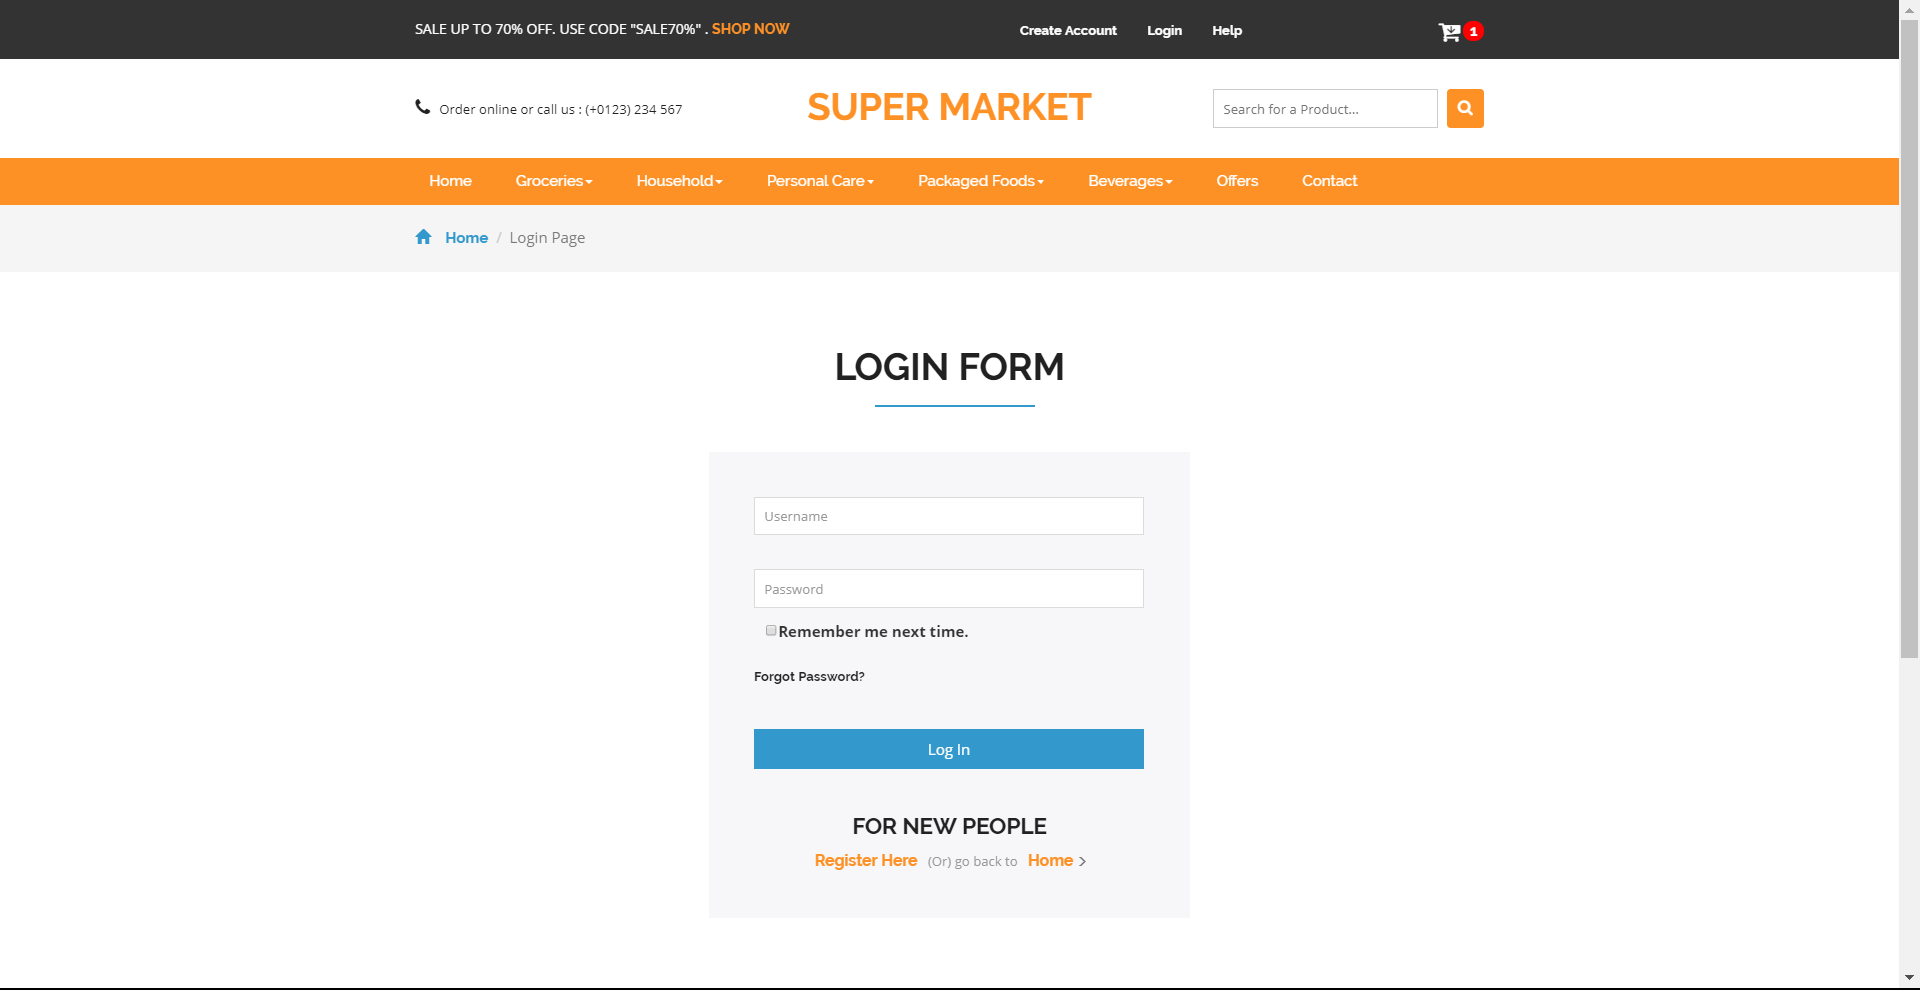 SALE UP TO 70% OFF. USE CODE "SALE70%" . SHOP NOW
Create Account
Login
Help
1
Order online or call us : (+0123) 234 567
SUPER MARKET
Search for a Product...
Home
Groceries
Household
Personal Care
Packaged Foods
Beverages
Offers
Contact
Home / Login Page
LOGIN FORM
Username
Password
Remember me next time.
Forgot Password?
Log In
FOR NEW PEOPLE
Register Here (Or) go back to Home >